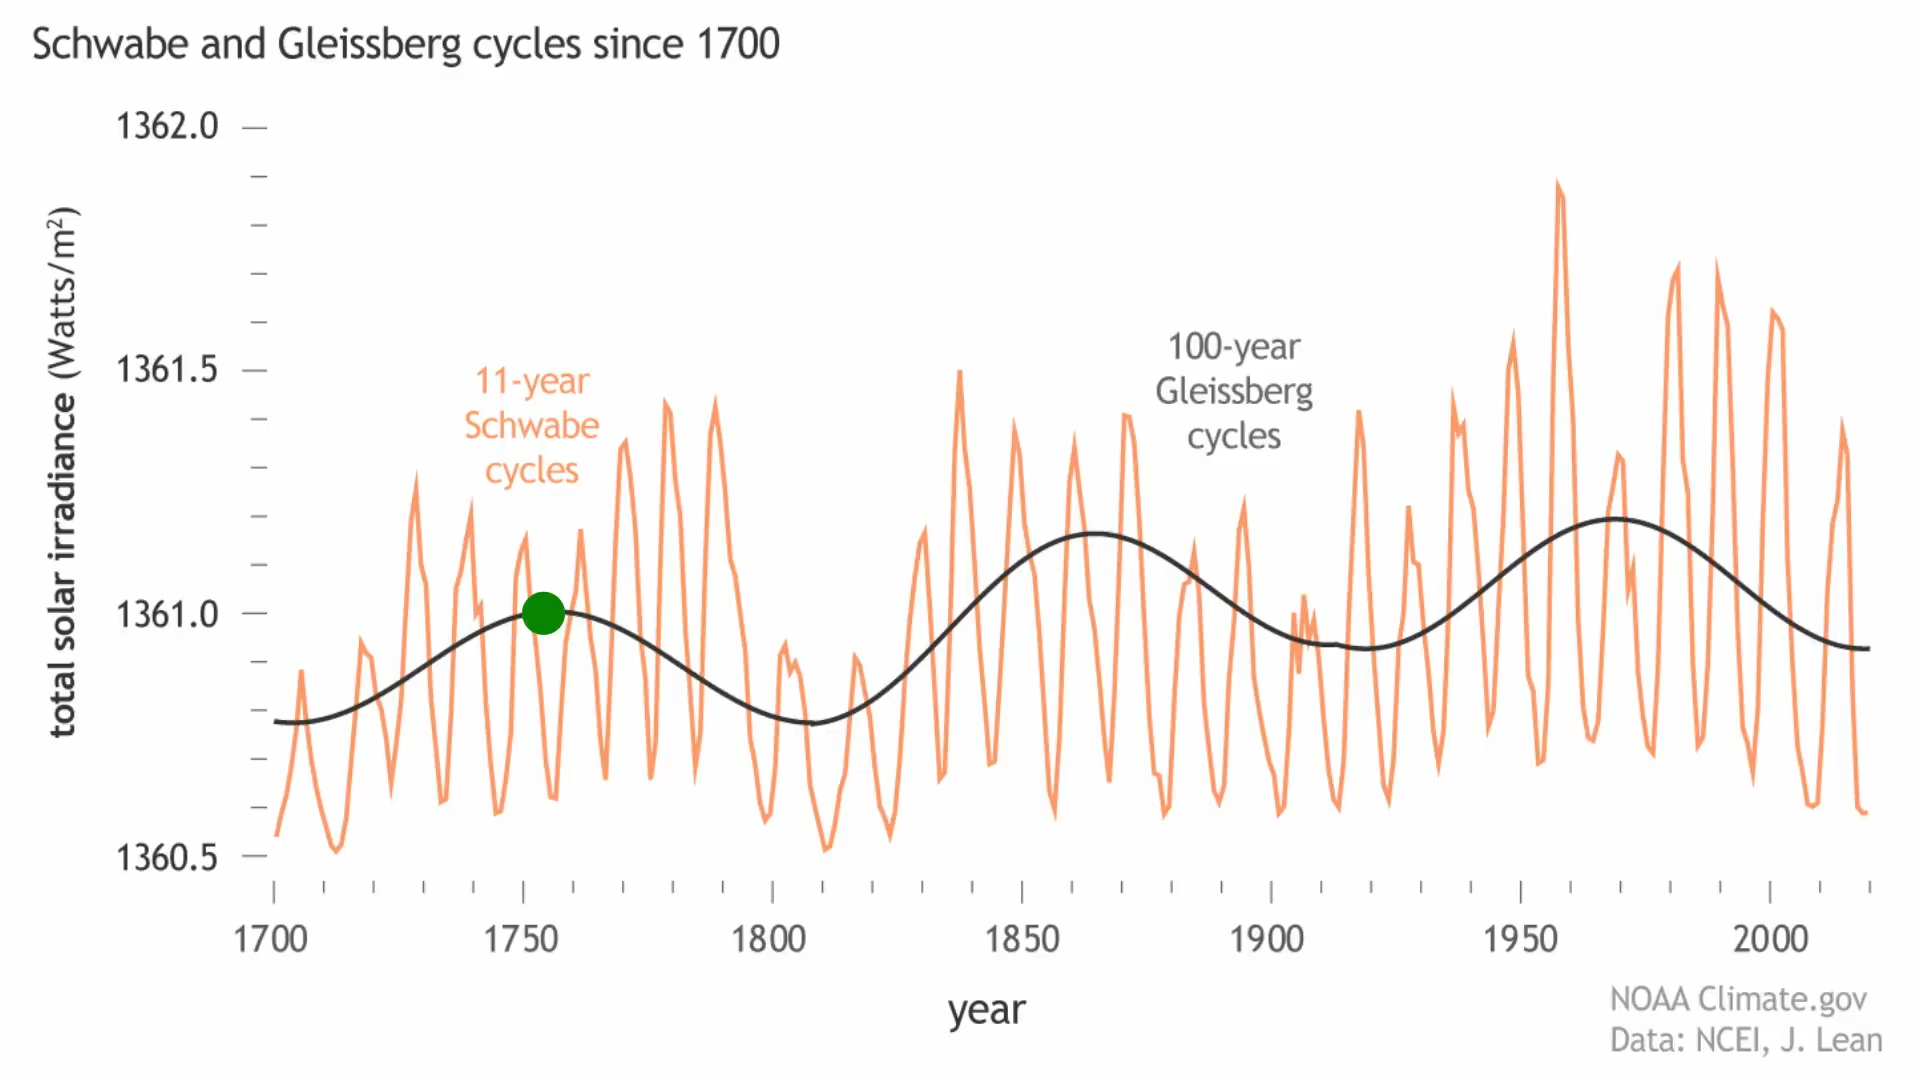 Schwabe and Gleissberg cycles since 1700
total solar irradiance (Watts/m²)
1362.0
1361.5
1361.0
1360.5
11-year
Schwabe
cycles
100-year
Gleissberg
cycles
1700 1750 1800 1850 1900 1950 2000
year
NOAA Climate.gov
Data: NCEI, J. Lean